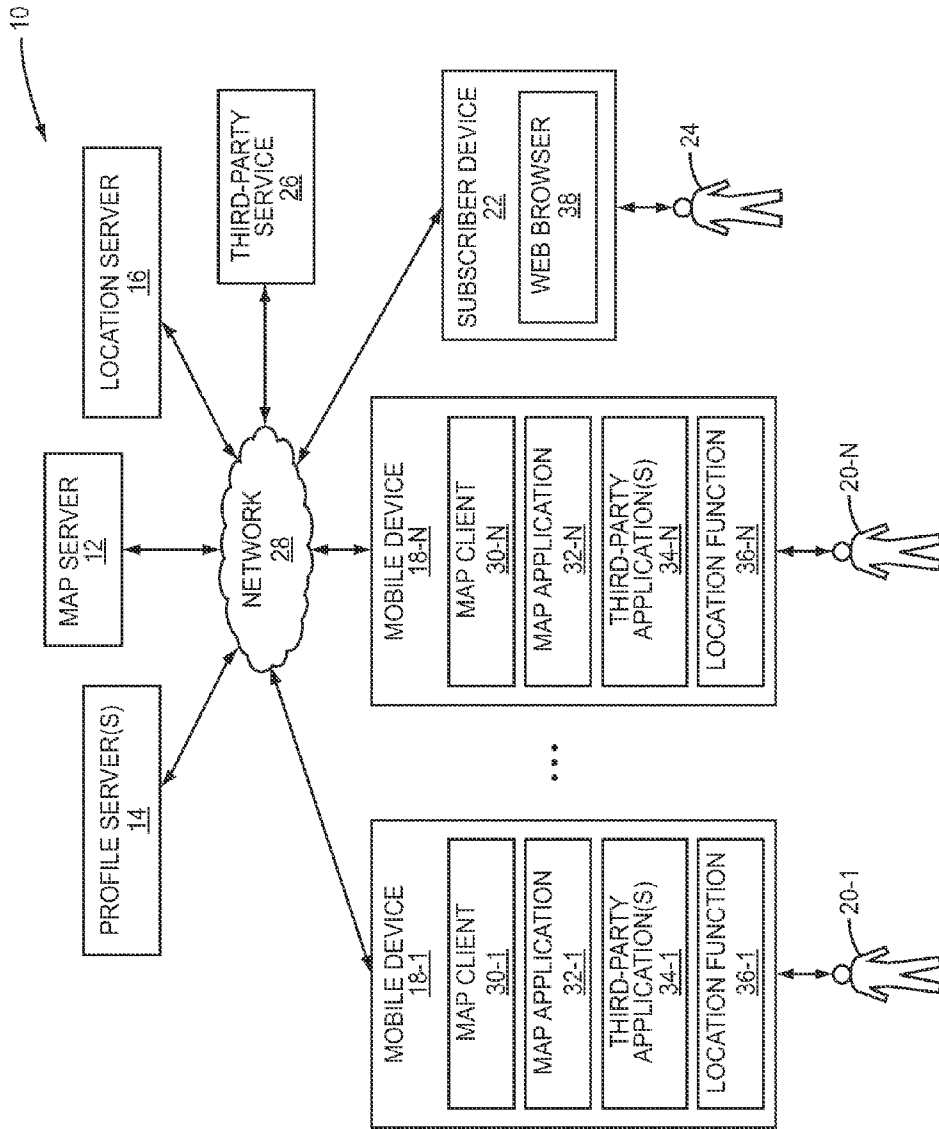 10
PROFILE SERVER(S)
14
MAP SERVER
12
LOCATION SERVER
16
THIRD-PARTY
SERVICE
26
NETWORK
28
MOBILE DEVICE
18-1
MAP CLIENT
30-1
MAP APPLICATION
32-1
THIRD-PARTY
APPLICATION(S)
34-1
LOCATION FUNCTION
36-1
20-1
...
MOBILE DEVICE
18-N
MAP CLIENT
30-N
MAP APPLICATION
32-N
THIRD-PARTY
APPLICATION(S)
34-N
LOCATION FUNCTION
36-N
20-N
SUBSCRIBER DEVICE
22
WEB BROWSER
38
24